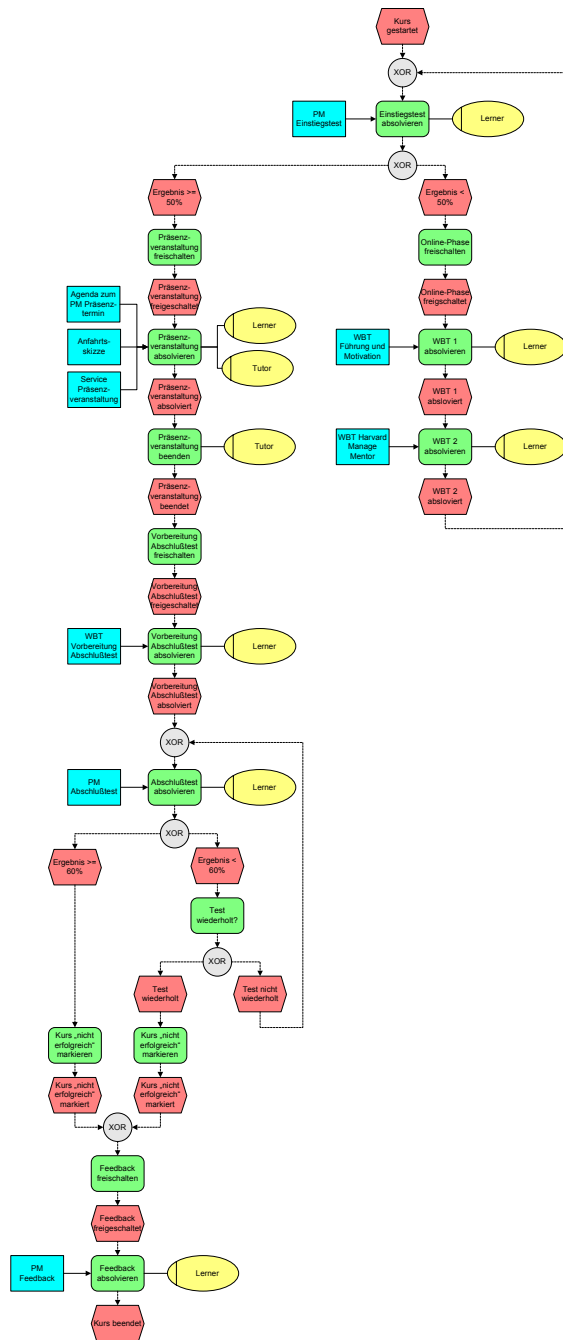 Kurs
gestartet
XOR
PM
Einstiegstest
Einstiegstest
absolvieren
Lerner
XOR
Ergebnis >=
50%
Ergebnis <
50%
Präsenz-
veranstaltung
freischalten
Online-Phase
freischalten
Präsenz-
veranstaltung
freigeschaltet
Online-Phase
freigschaltet
Agenda zum
PM Präsenz-
termin
Anfahrts-
skizze
Service
Präsenz-
veranstaltung
Präsenz-
veranstaltung
absolvieren
Lerner
Tutor
WBT
Führung und
Motivation
WBT 1
absolvieren
Lerner
Präsenz-
veranstaltung
absolviert
WBT 1
absloviert
Präsenz-
veranstaltung
beenden
Tutor
WBT Harvard
Manage
Mentor
WBT 2
absolvieren
Lerner
Präsenz-
veranstaltung
beendet
WBT 2
absloviert
Vorbereitung
Abschlußtest
freischalten
Vorbereitung
Abschlußtest
freigeschaltet
WBT
Vorbereitung
Abschlußtest
Vorbereitung
Abschlußtest
absolvieren
Lerner
Vorbereitung
Abschlußtest
absolviert
XOR
PM
Abschlußtest
Abschlußtest
absolvieren
Lerner
XOR
Ergebnis >=
60%
Ergebnis <
60%
Test
wiederholt?
XOR
Test
wiederholt
Test nicht
wiederholt
Kurs „nicht
erfolgreich“
markieren
Kurs „nicht
erfolgreich“
markieren
Kurs „nicht
erfolgreich“
markiert
Kurs „nicht
erfolgreich“
markiert
XOR
Feedback
freischalten
Feedback
freigeschaltet
PM
Feedback
Feedback
absolvieren
Lerner
Kurs beendet